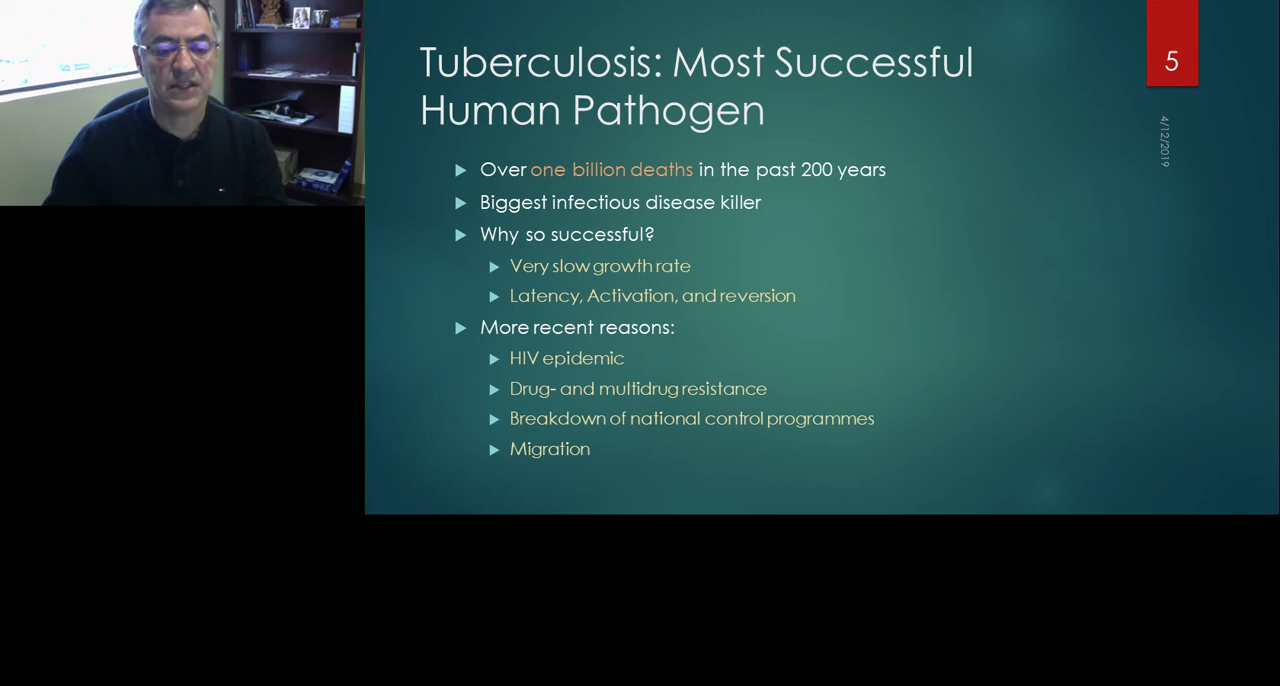 Tuberculosis: Most Successful
Human Pathogen
5
4/12/2019
Over one billion deaths in the past 200 years
Biggest infectious disease killer
Why so successful?
Very slow growth rate
Latency, Activation, and reversion
More recent reasons:
HIV epidemic
Drug- and multidrug resistance
Breakdown of national control programmes
Migration